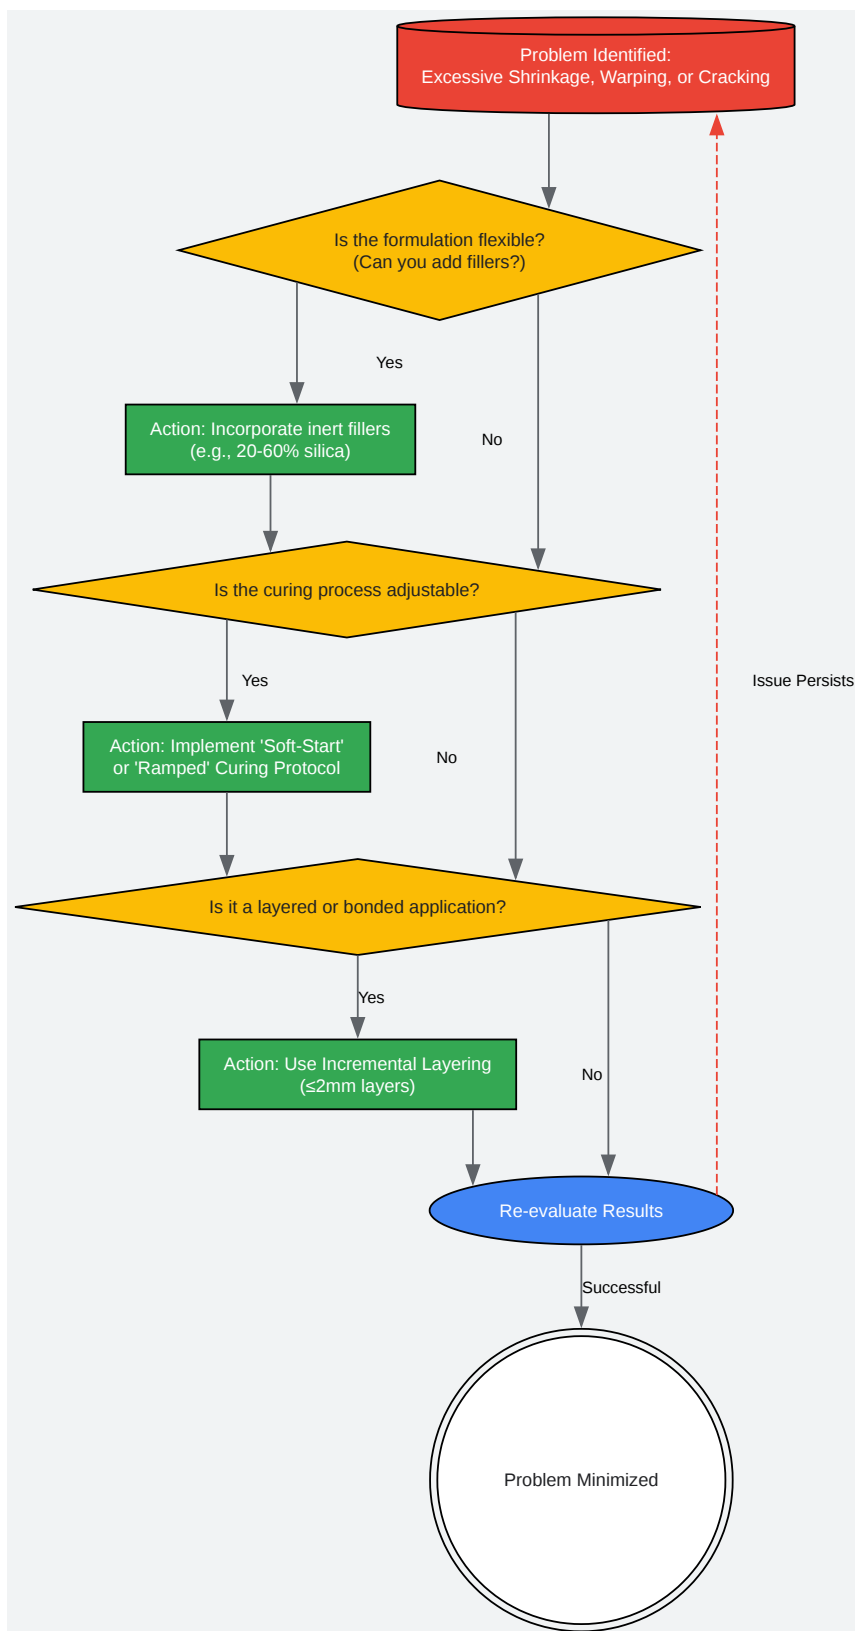 Problem Identified:
Excessive Shrinkage, Warping, or Cracking
Is the formulation flexible?
(Can you add fillers?)
Yes
No
Action: Incorporate inert fillers
(e.g., 20-60% silica)
Is the curing process adjustable?
Yes
No
Issue Persists
Action: Implement 'Soft-Start'
or 'Ramped' Curing Protocol
Is it a layered or bonded application?
Yes
No
Action: Use Incremental Layering
(≤2mm layers)
Re-evaluate Results
Successful
Problem Minimized